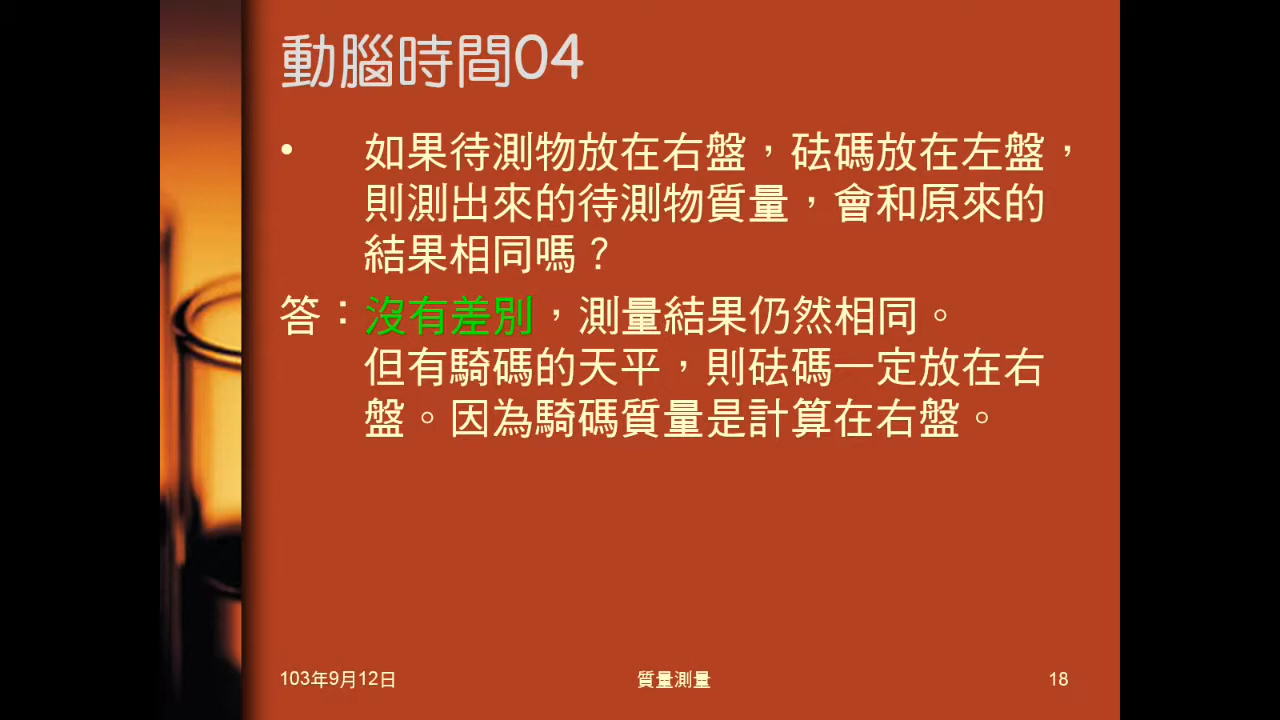 動腦時間04
• 如果待測物放在右盤，砝碼放在左盤，
則測出來的待測物質量，會和原來的
結果相同嗎？
答：沒有差別，測量結果仍然相同。
但有騎碼的天平，則砝碼一定放在右
盤。因為騎碼質量是計算在右盤。
103年9月12日
質量測量
18